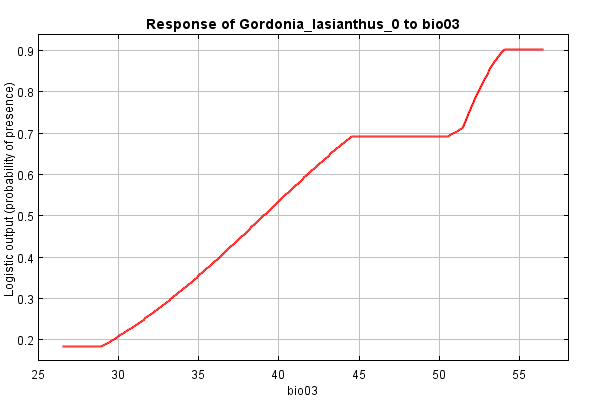 Response of Gordonia_lasianthus_0 to bio03
Logistic output (probability of presence)
0.9
0.8
0.7
0.6
0.5
0.4
0.3
0.2
25 30 35 40 45 50 55
bio03